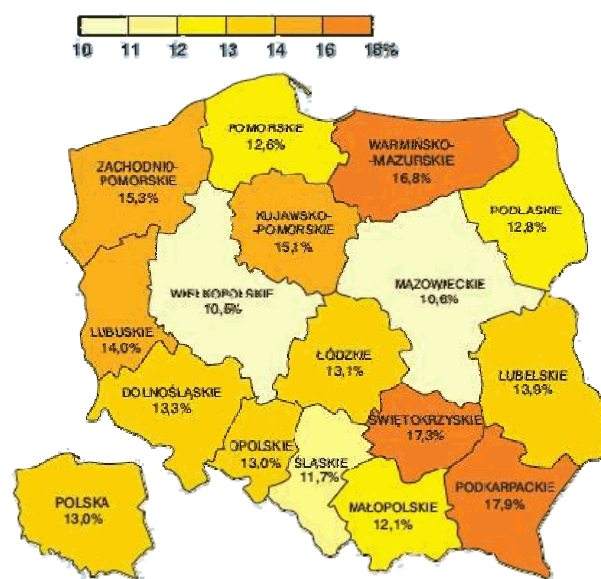 10 11 12 13 14 16 18%
POMORSKIE
12,6%
WARMIŃSKO-
-MAZURSKIE
16,8%
ZACHODNIO-
POMORSKIE
15,3%
KUJAWSKO-
-POMORSKIE
15,1%
PODLASKIE
12,8%
WIELKOPOLSKIE
10,5%
MAZOWIECKIE
10,6%
LUBUSKIE
14,0%
ŁÓDZKIE
13,1%
LUBELSKIE
13,9%
DOLNOŚLĄSKIE
13,3%
ŚWIĘTOKRZYSKIE
17,3%
OPOLSKIE
13,0%
ŚLĄSKIE
11,7%
PODKARPACKIE
17,9%
MAŁOPOLSKIE
12,1%
POLSKA
13,0%